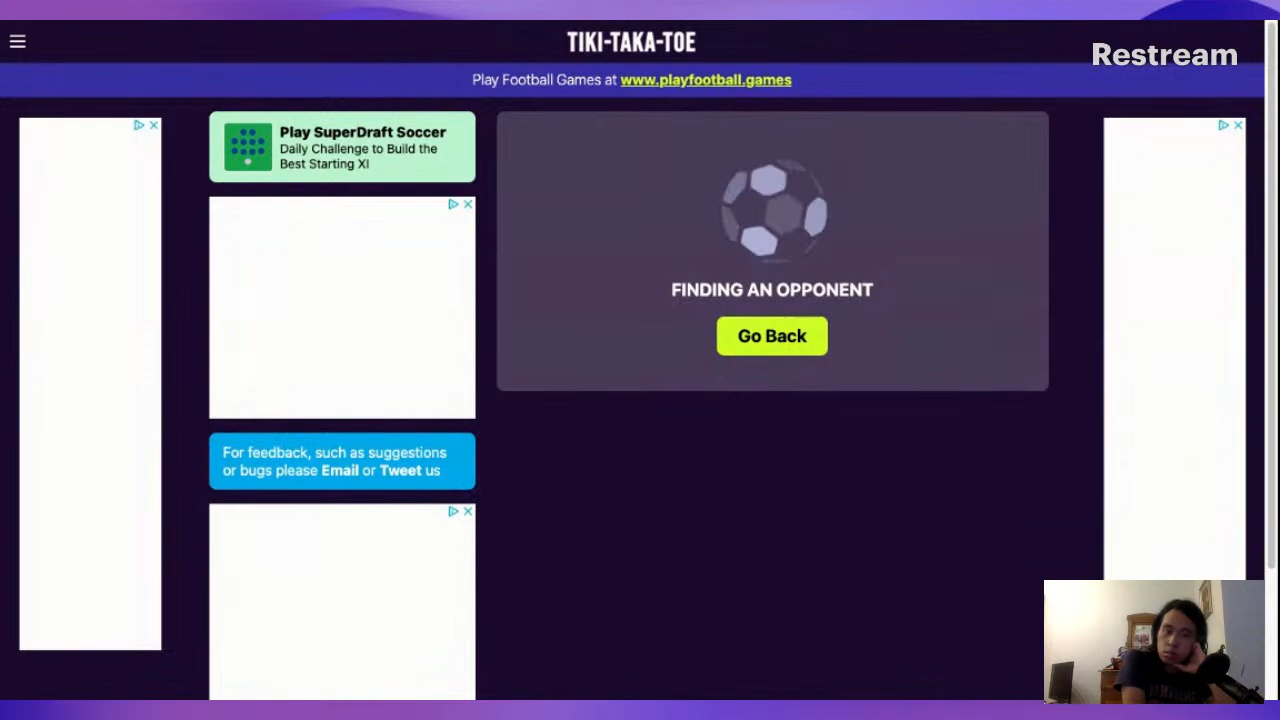 TIKI-TAKA-TOE
Restream
Play Football Games at www.playfootball.games
Play SuperDraft Soccer
Daily Challenge to Build the
Best Starting XI
FINDING AN OPPONENT
Go Back
For feedback, such as suggestions
or bugs please Email or Tweet us